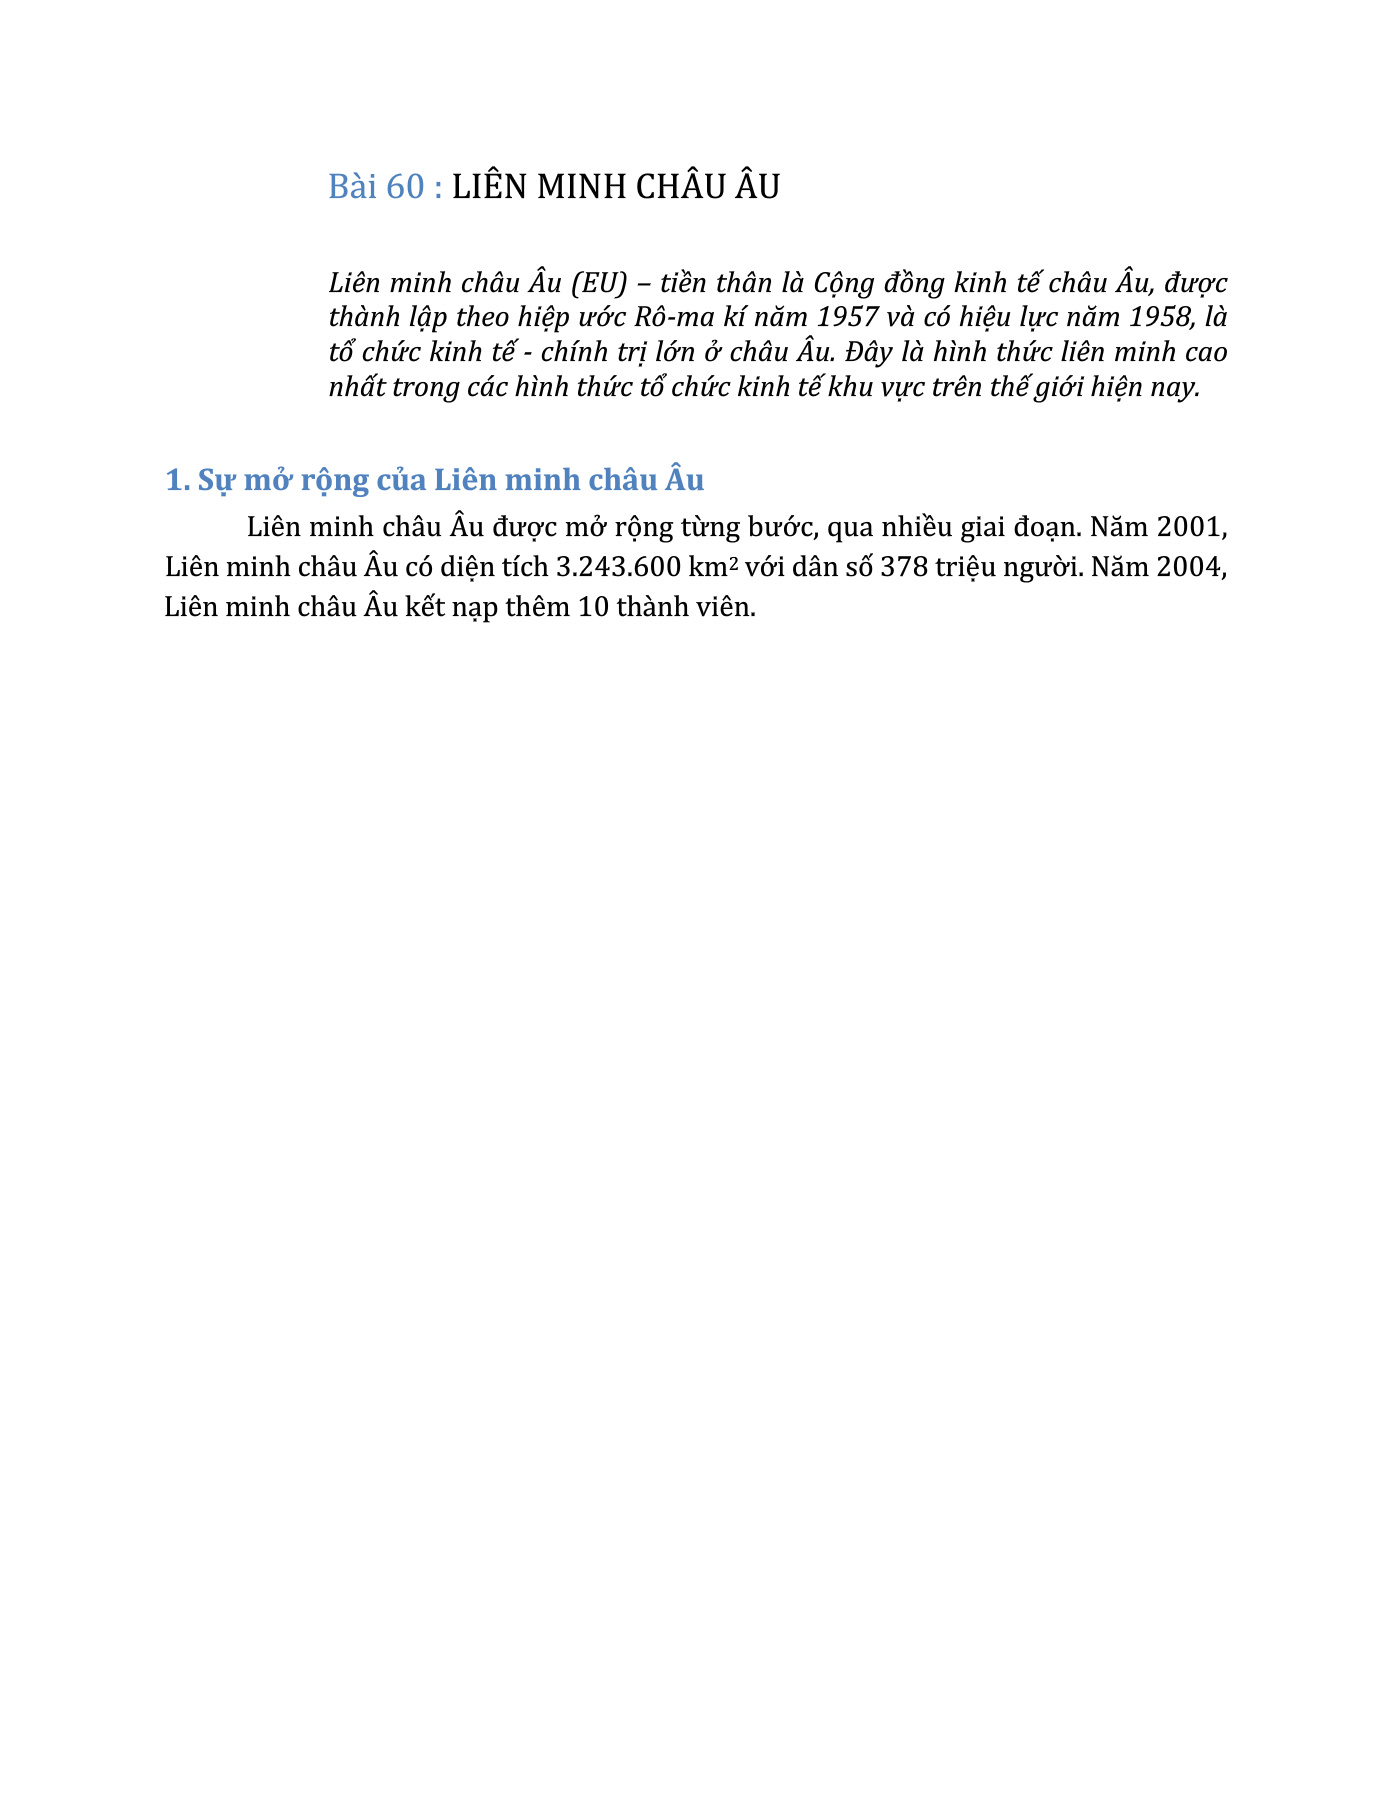 Bài 60 : LIÊN MINH CHÂU ÂU
Liên minh châu Âu (EU) – tiền thân là Cộng đồng kinh tế châu Âu, được
thành lập theo hiệp ước Rô-ma kí năm 1957 và có hiệu lực năm 1958, là
tổ chức kinh tế - chính trị lớn ở châu Âu. Đây là hình thức liên minh cao
nhất trong các hình thức tổ chức kinh tế khu vực trên thế giới hiện nay.
1. Sự mở rộng của Liên minh châu Âu
Liên minh châu Âu được mở rộng từng bước, qua nhiều giai đoạn. Năm 2001,
Liên minh châu Âu có diện tích 3.243.600 km² với dân số 378 triệu người. Năm 2004,
Liên minh châu Âu kết nạp thêm 10 thành viên.